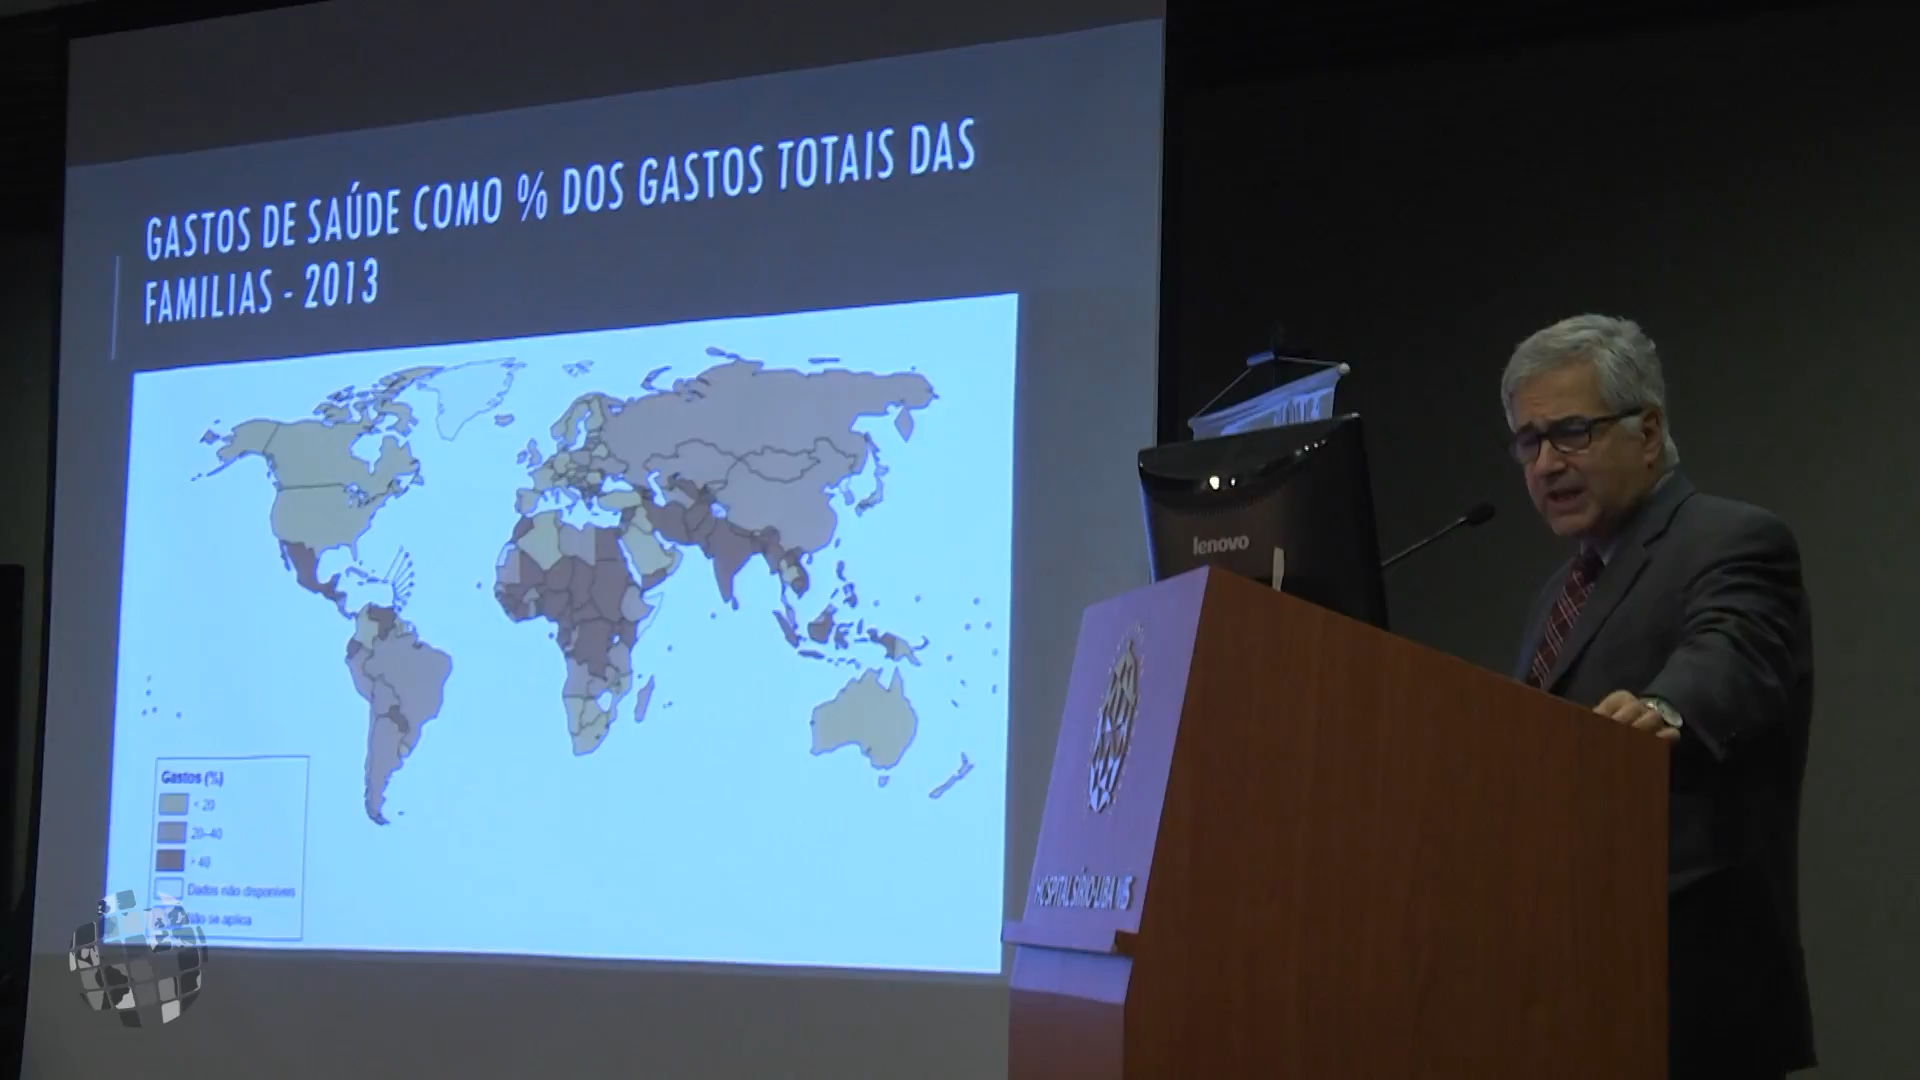 GASTOS DE SAÚDE COMO % DOS GASTOS TOTAIS DAS
FAMILIAS - 2013
Gastos (%)
< 20
20–40
> 40
Dados não disponíveis
Não se aplica
lenovo
HOSPITAL SÍRIO-LIBANÊS